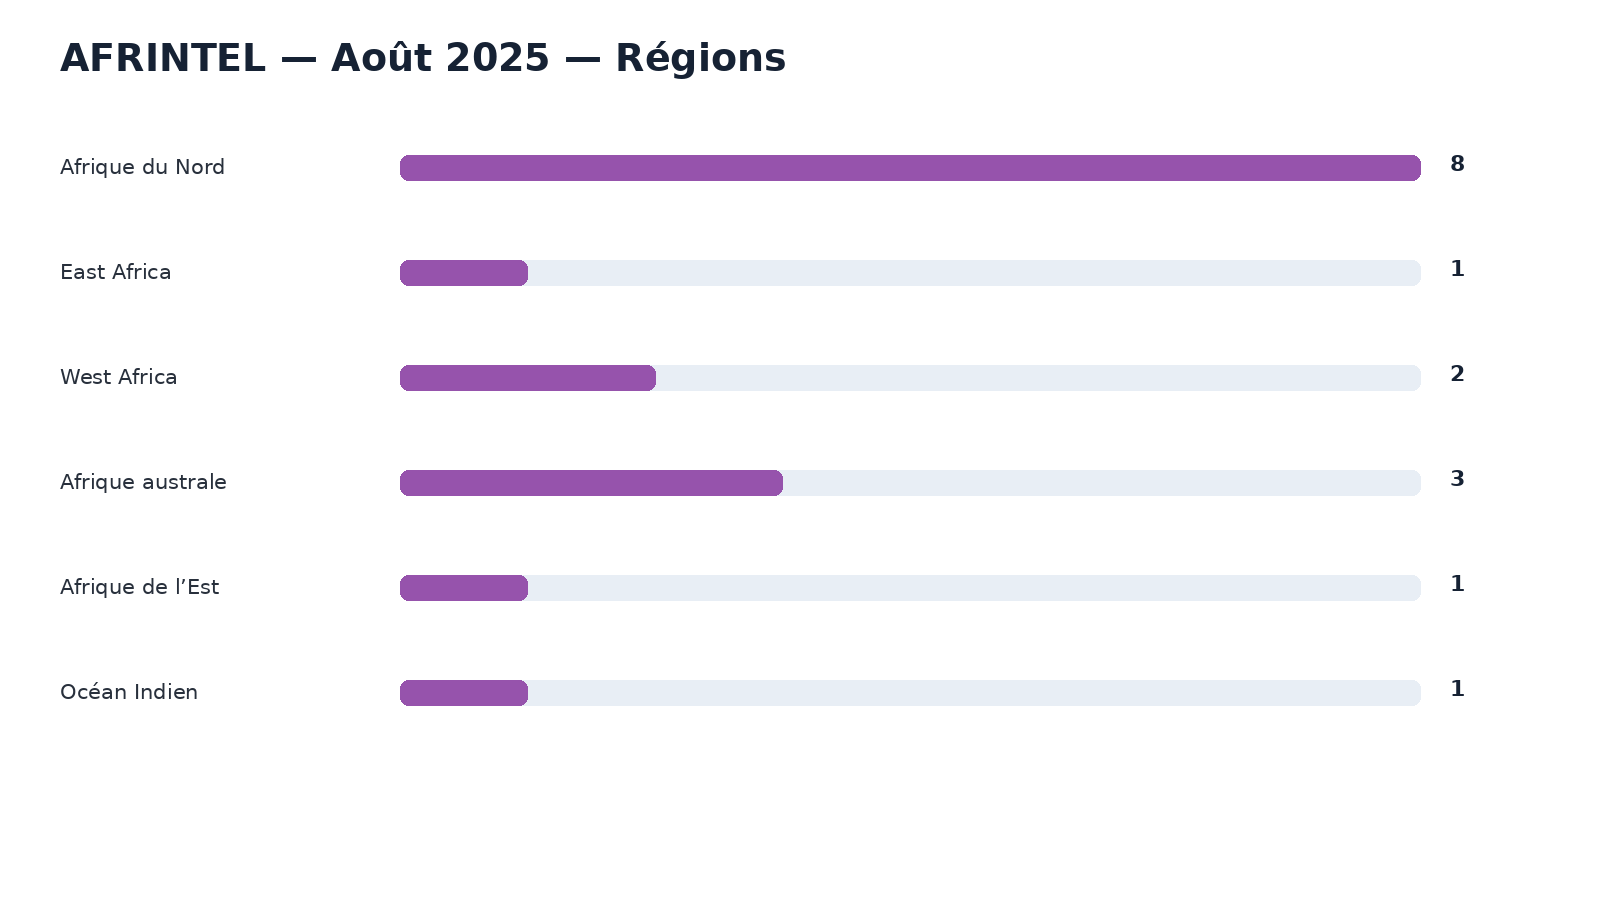 AFRINTEL — Août 2025 — Régions
Afrique du Nord 8
East Africa 1
West Africa 2
Afrique australe 3
Afrique de l’Est 1
Océan Indien 1